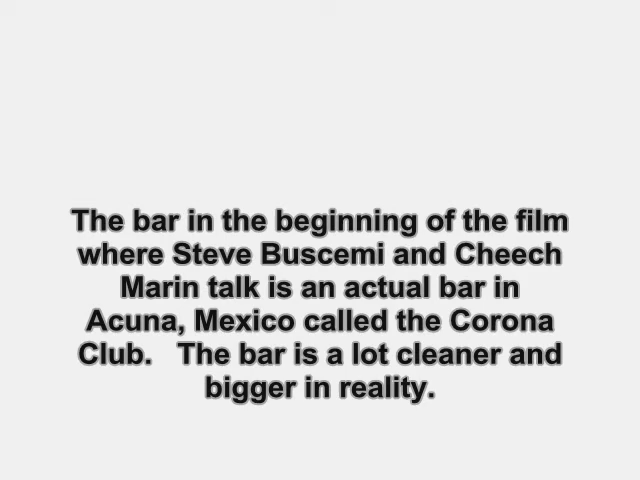 The bar in the beginning of the film
where Steve Buscemi and Cheech
Marin talk is an actual bar in
Acuna, Mexico called the Corona
Club.   The bar is a lot cleaner and
bigger in reality.